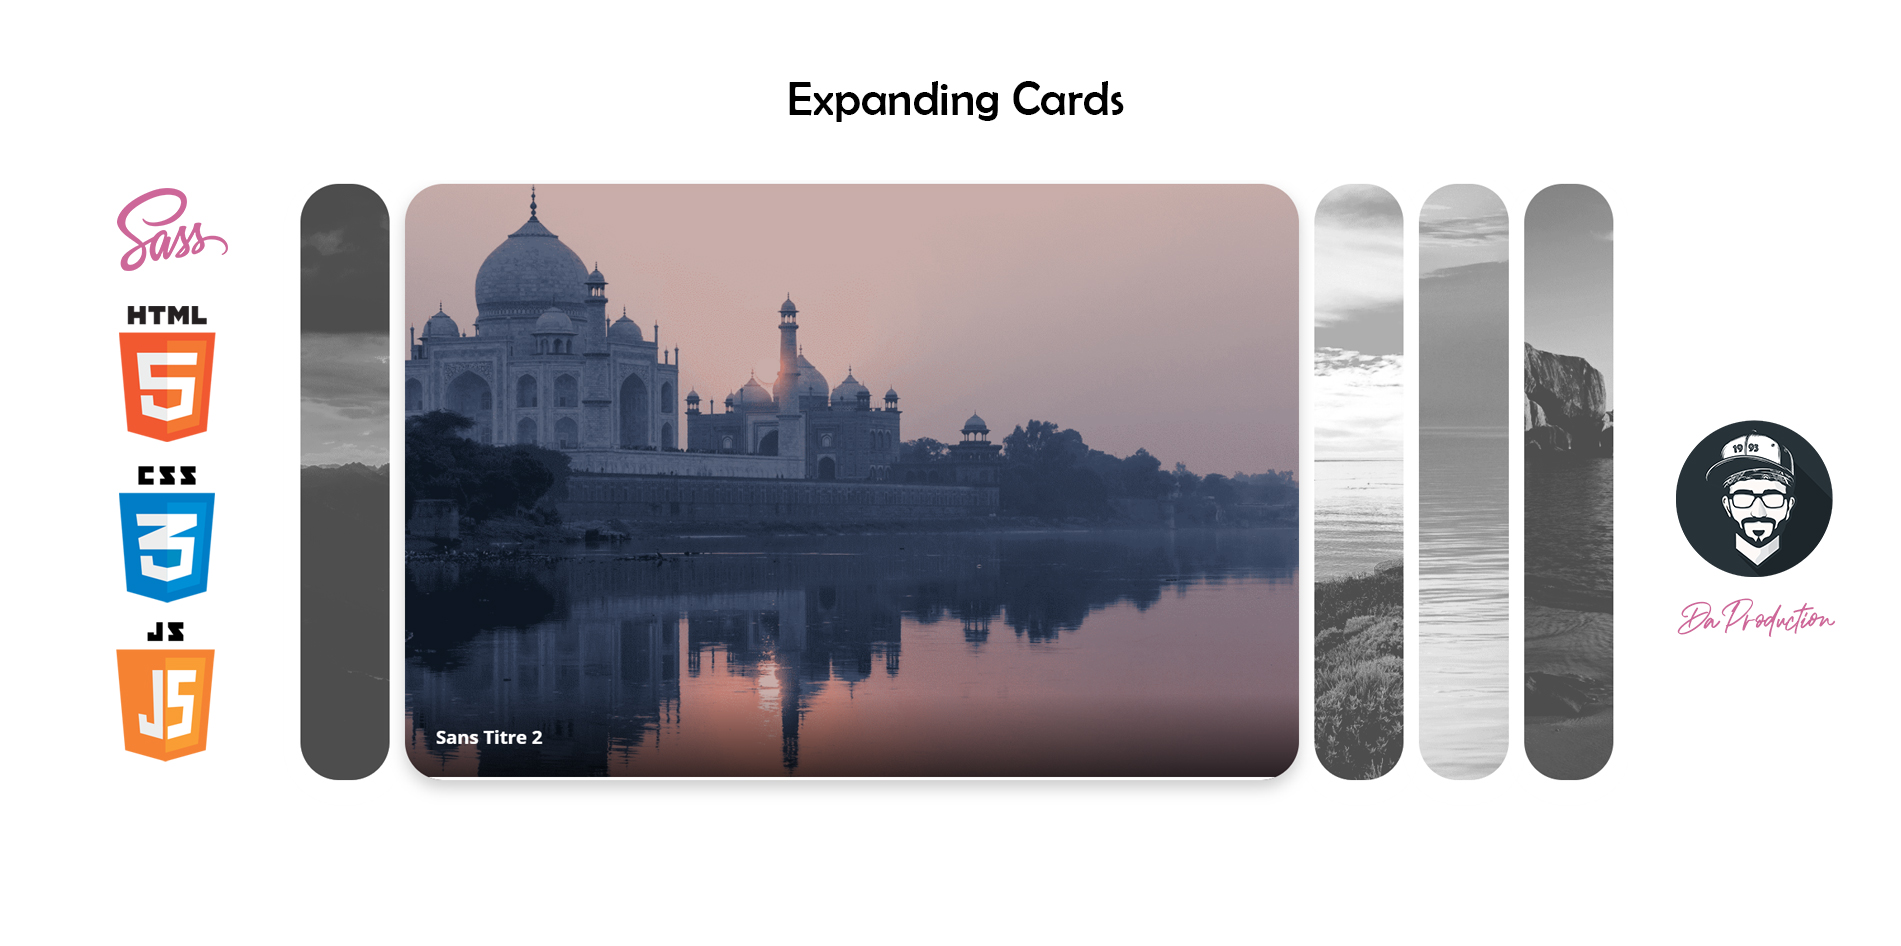 Expanding Cards
Sass
HTML
5
CSS
3
JS
JS
Sans Titre 2
19 93
Da Production